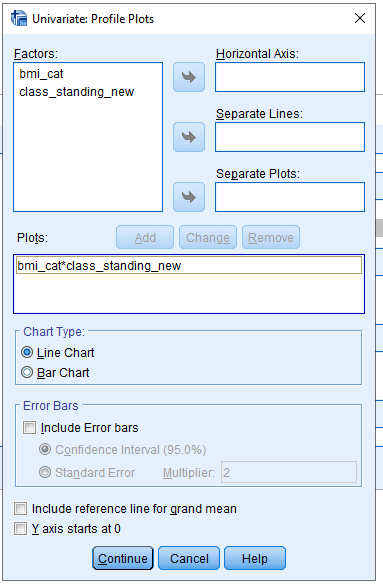 Univariate: Profile Plots
Factors:
bmi_cat
class_standing_new
Horizontal Axis:
Separate Lines:
Separate Plots:
Plots:
Add
Change
Remove
bmi_cat*class_standing_new
Chart Type:
Line Chart
Bar Chart
Error Bars
Include Error bars
Confidence Interval (95.0%)
Standard Error
Multiplier:
2
Include reference line for grand mean
Y axis starts at 0
Continue
Cancel
Help